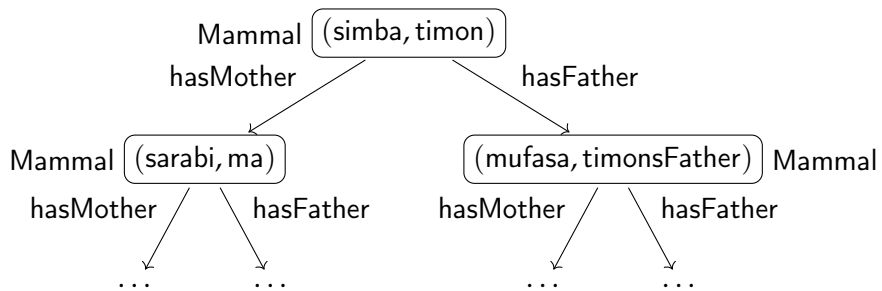 Mammal (simba, timon)
hasMother hasFather
Mammal (sarabi, ma) (mufasa, timonsFather) Mammal
hasMother hasFather hasMother hasFather
... ... ... ...